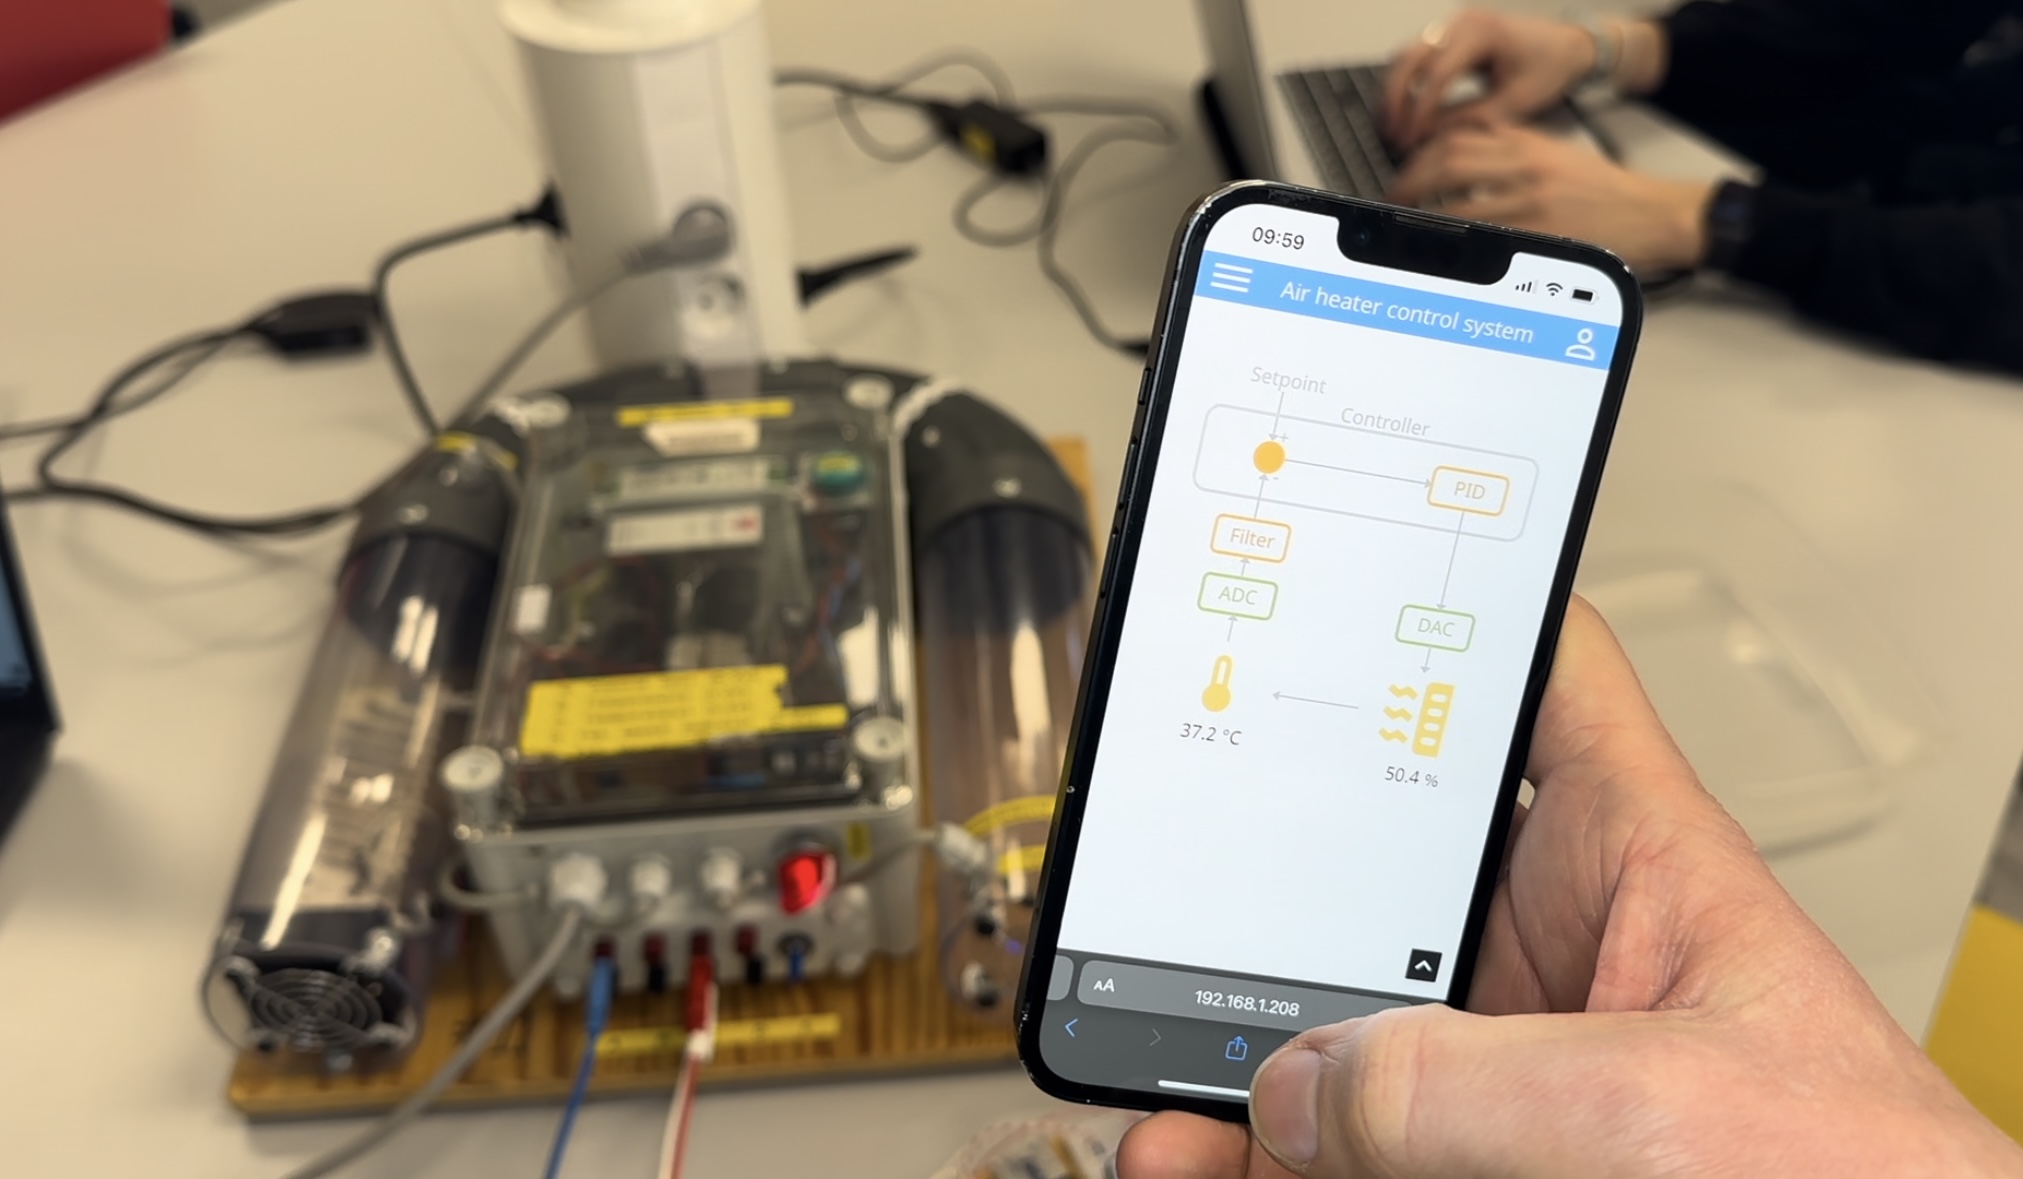 09:59
Air heater control system
Setpoint
Controller
+
PID
-
Filter
ADC
DAC
37.2 °C
50.4 %
AA
192.168.1.208